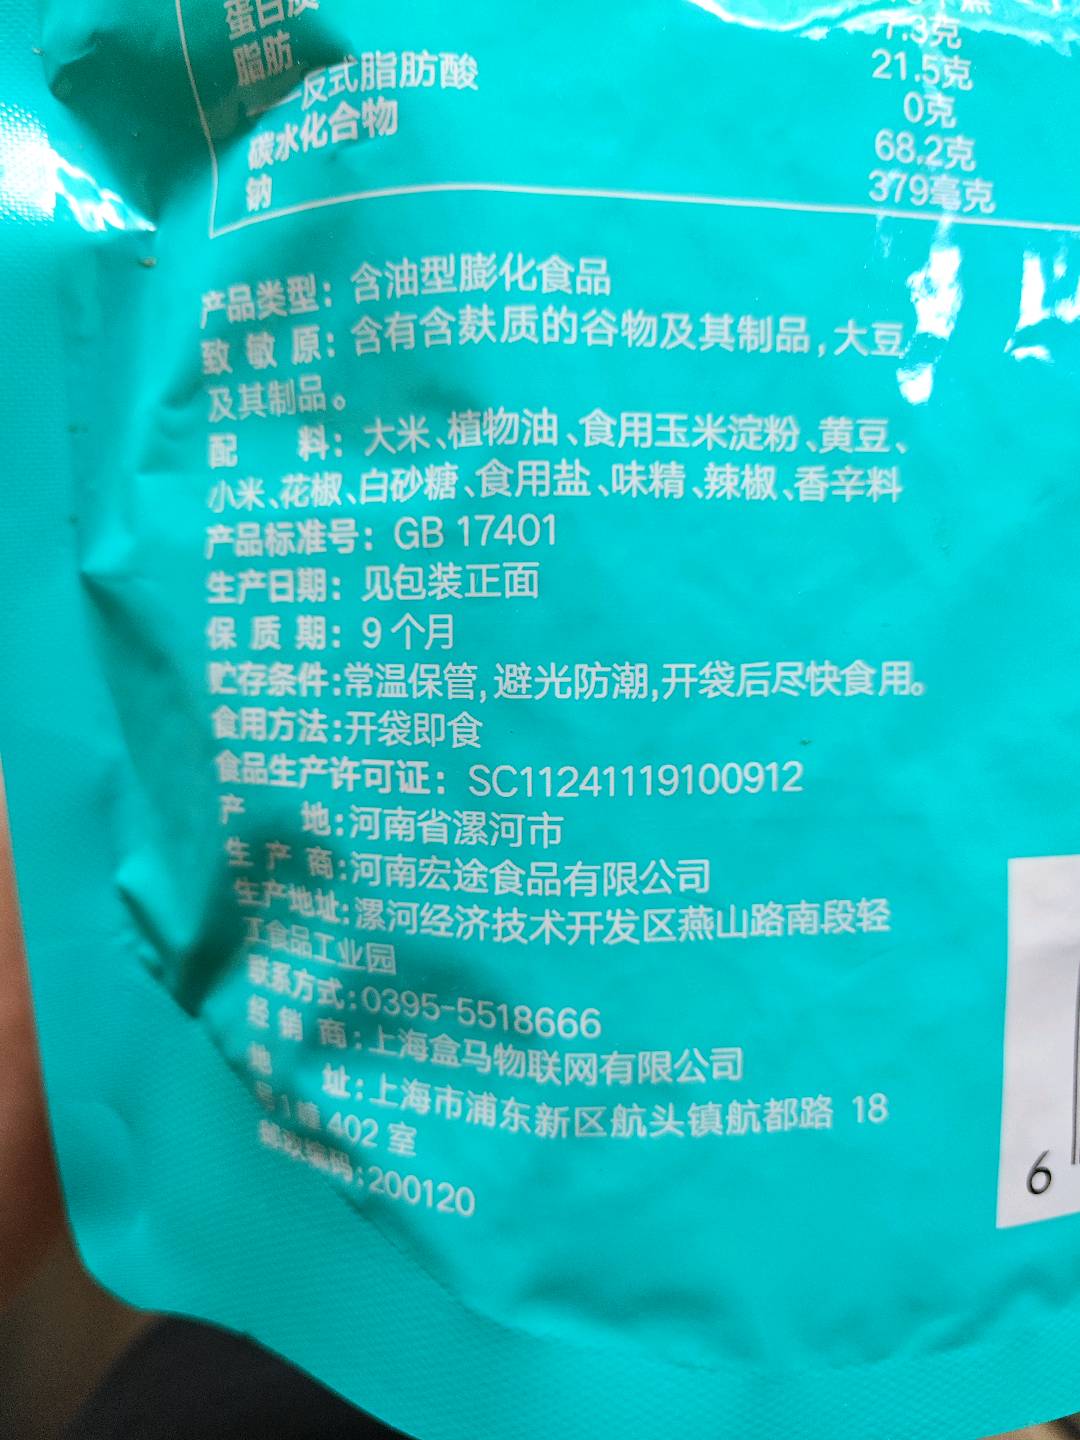 蛋白质
7.3克
脂肪
21.5克
反式脂肪酸
0克
碳水化合物
68.2克
钠
379毫克
产品类型：含油型膨化食品
致敏原：含有含麸质的谷物及其制品,大豆
及其制品。
配料：大米、植物油、食用玉米淀粉、黄豆、
小米、花椒、白砂糖、食用盐、味精、辣椒、香辛料
产品标准号：GB 17401
生产日期：见包装正面
保质期：9个月
贮存条件:常温保管,避光防潮,开袋后尽快食用。
食用方法:开袋即食
食品生产许可证：SC11241119100912
产地:河南省漯河市
生产商:河南宏途食品有限公司
生产地址:漯河经济技术开发区燕山路南段轻
工食品工业园
联系方式:0395-5518666
经销商:上海盒马物联网有限公司
地址:上海市浦东新区航头镇航都路 18
号1幢402室
邮政编码:200120
6